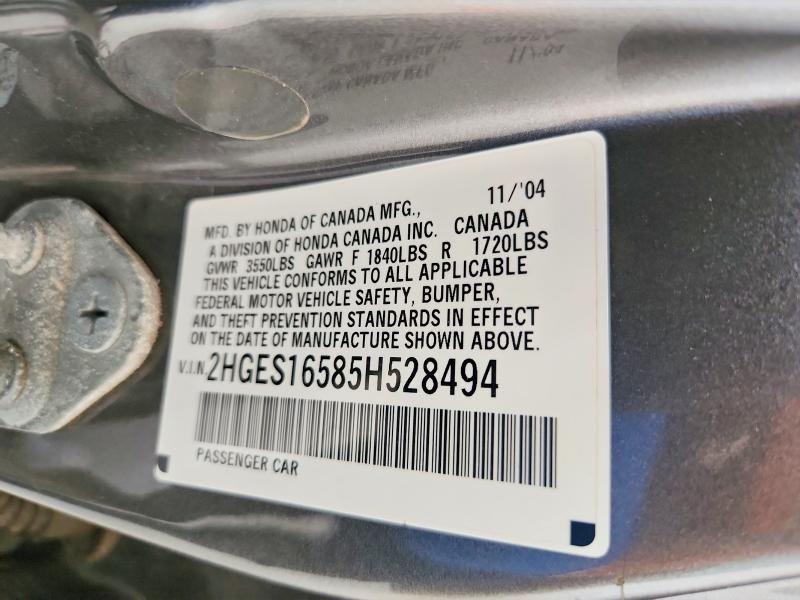 MFD. BY HONDA OF CANADA MFG., 11/'04
A DIVISION OF HONDA CANADA INC. CANADA
GVWR 3550LBS GAWR F 1840LBS R 1720LBS
THIS VEHICLE CONFORMS TO ALL APPLICABLE
FEDERAL MOTOR VEHICLE SAFETY, BUMPER,
AND THEFT PREVENTION STANDARDS IN EFFECT
ON THE DATE OF MANUFACTURE SHOWN ABOVE.
V.I.N. 2HGES16585H528494
PASSENGER CAR